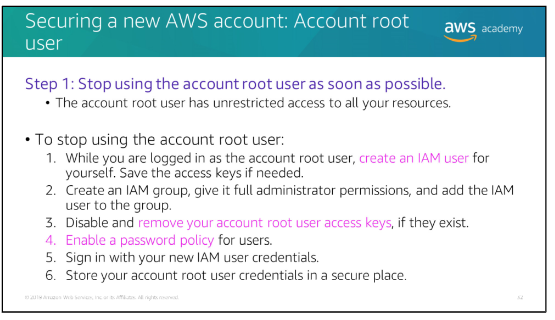 Securing a new AWS account: Account root
user
aws academy
Step 1: Stop using the account root user as soon as possible.
• The account root user has unrestricted access to all your resources.
• To stop using the account root user:
1. While you are logged in as the account root user, create an IAM user for
yourself. Save the access keys if needed.
2. Create an IAM group, give it full administrator permissions, and add the IAM
user to the group.
3. Disable and remove your account root user access keys, if they exist.
4. Enable a password policy for users.
5. Sign in with your new IAM user credentials.
6. Store your account root user credentials in a secure place.
© 2019 Amazon Web Services, Inc. or its Affiliates. All rights reserved.
42